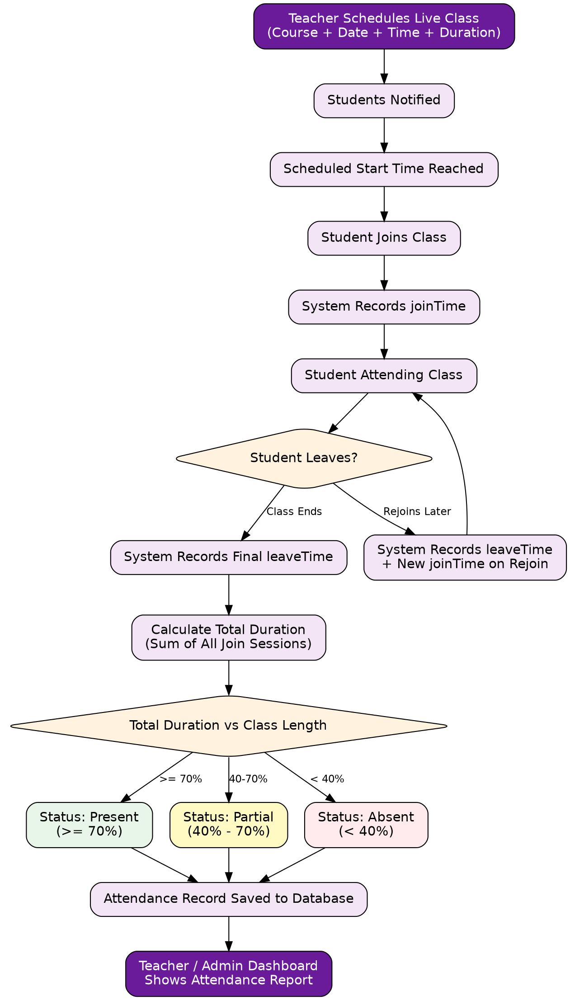 Teacher Schedules Live Class
(Course + Date + Time + Duration)
Students Notified
Scheduled Start Time Reached
Student Joins Class
System Records joinTime
Student Attending Class
Student Leaves?
Class Ends
Rejoins Later
System Records Final leaveTime
System Records leaveTime
+ New joinTime on Rejoin
Calculate Total Duration
(Sum of All Join Sessions)
Total Duration vs Class Length
>= 70%
40-70%
< 40%
Status: Present
(>= 70%)
Status: Partial
(40% - 70%)
Status: Absent
(< 40%)
Attendance Record Saved to Database
Teacher / Admin Dashboard
Shows Attendance Report